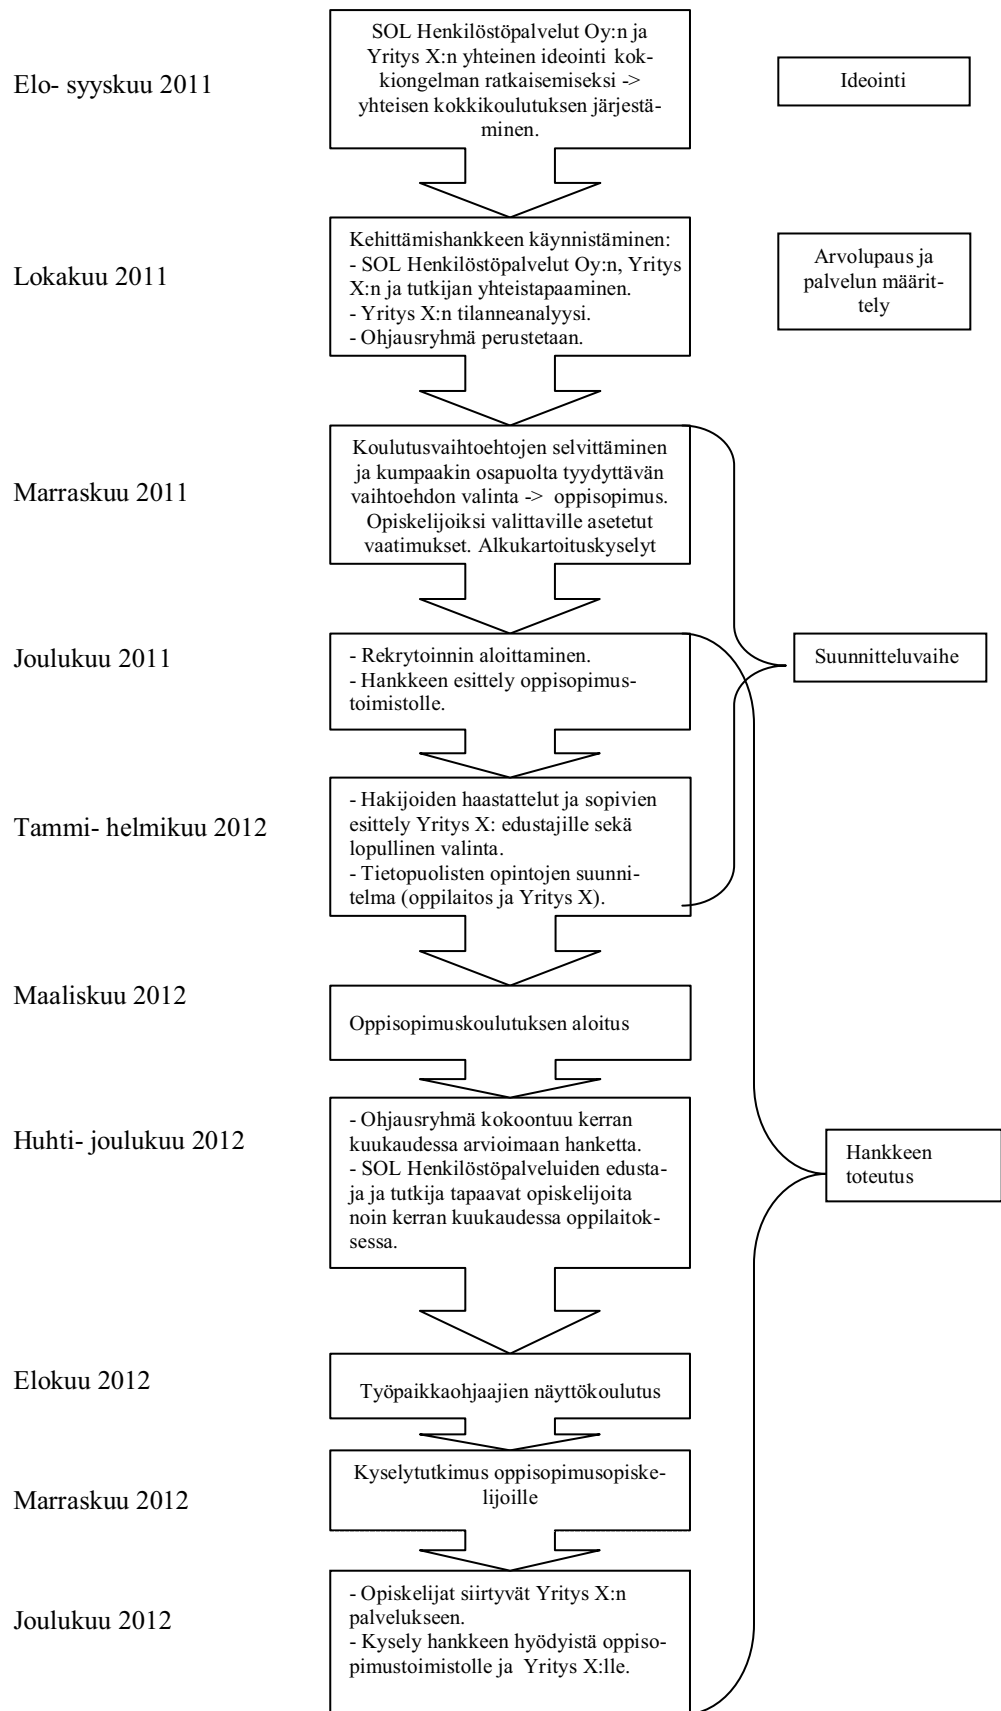 Elo- syyskuu 2011
SOL Henkilöstöpalvelut Oy:n ja
Yritys X:n yhteinen ideointi kok-
kiongelman ratkaisemiseksi ->
yhteisen kokkikoulutuksen järjestä-
minen.
Ideointi
Lokakuu 2011
Kehittämishankkeen käynnistäminen:
- SOL Henkilöstöpalvelut Oy:n, Yritys
X:n ja tutkijan yhteistapaaminen.
- Yritys X:n tilanneanalyysi.
- Ohjausryhmä perustetaan.
Arvolupaus ja
palvelun määrit-
tely
Marraskuu 2011
Koulutusvaihtoehtojen selvittäminen
ja kumpaakin osapuolta tyydyttävän
vaihtoehdon valinta -> oppisopimus.
Opiskelijoiksi valittaville asetetut
vaatimukset. Alkukartoituskyselyt
Joulukuu 2011
- Rekrytoinnin aloittaminen.
- Hankkeen esittely oppisopimus-
toimistolle.
Suunnitteluvaihe
Tammi- helmikuu 2012
- Hakijoiden haastattelut ja sopivien
esittely Yritys X: edustajille sekä
lopullinen valinta.
- Tietopuolisten opintojen suunni-
telma (oppilaitos ja Yritys X).
Maaliskuu 2012
Oppisopimuskoulutuksen aloitus
Huhti- joulukuu 2012
- Ohjausryhmä kokoontuu kerran
kuukaudessa arvioimaan hanketta.
- SOL Henkilöstöpalveluiden edusta-
ja ja tutkija tapaavat opiskelijoita
noin kerran kuukaudessa oppilaitok-
sessa.
Hankkeen
toteutus
Elokuu 2012
Työpaikkaohjaajien näyttökoulutus
Marraskuu 2012
Kyselytutkimus oppisopimusopiske-
lijoille
Joulukuu 2012
- Opiskelijat siirtyvät Yritys X:n
palvelukseen.
- Kysely hankkeen hyödyistä oppiso-
pimustoimistolle ja  Yritys X:lle.